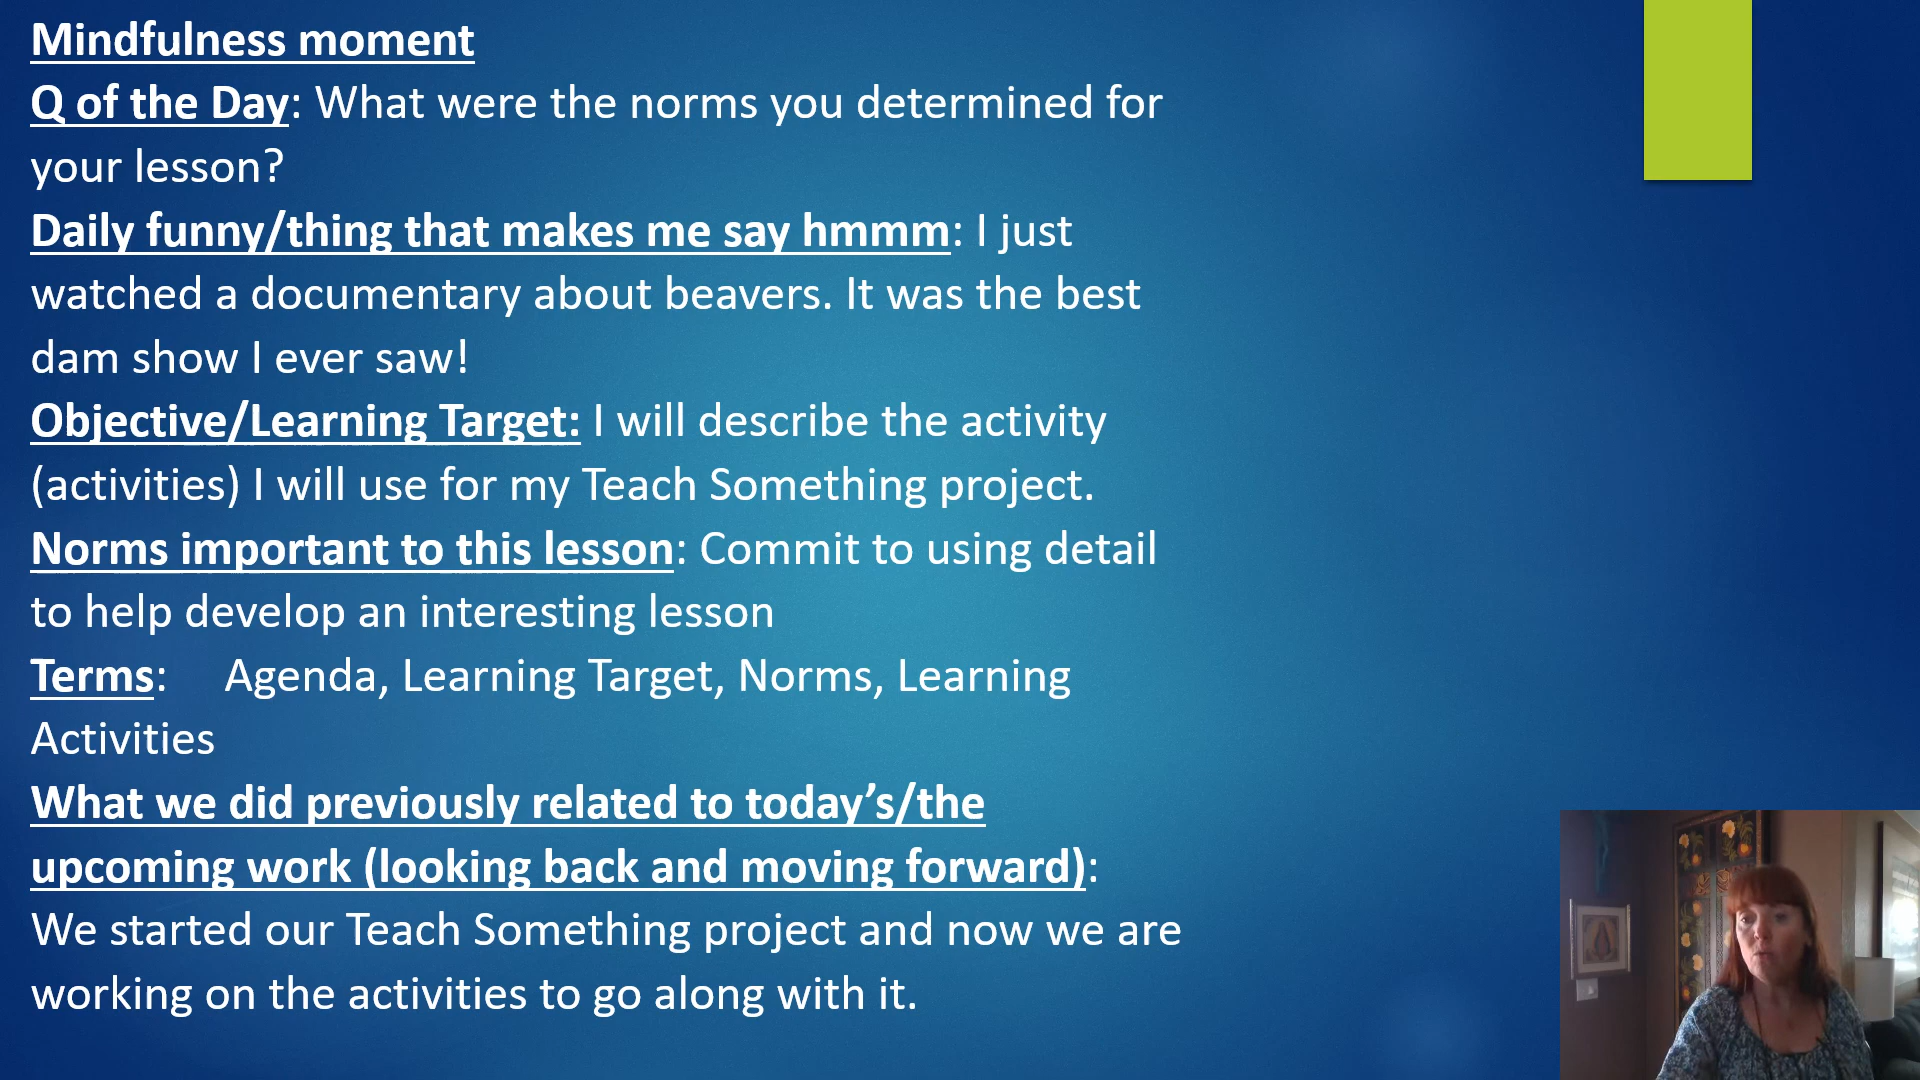 Mindfulness moment
Q of the Day: What were the norms you determined for
your lesson?
Daily funny/thing that makes me say hmmm: I just
watched a documentary about beavers. It was the best
dam show I ever saw!
Objective/Learning Target: I will describe the activity
(activities) I will use for my Teach Something project.
Norms important to this lesson: Commit to using detail
to help develop an interesting lesson
Terms: Agenda, Learning Target, Norms, Learning
Activities
What we did previously related to today’s/the
upcoming work (looking back and moving forward):
We started our Teach Something project and now we are
working on the activities to go along with it.